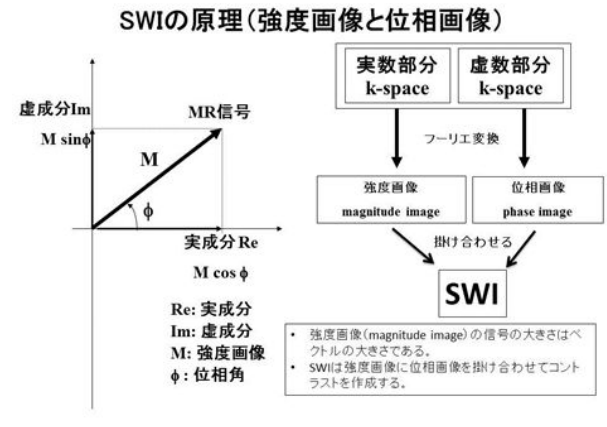 SWIの原理(強度画像と位相画像)
虚成分Im
M sinϕ
MR信号
M
ϕ
実成分Re
M cos ϕ
Re: 実成分
Im: 虚成分
M: 強度画像
ϕ : 位相角
実数部分
k-space
虚数部分
k-space
フーリエ変換
強度画像
magnitude image
位相画像
phase image
掛け合わせる
SWI
• 強度画像(magnitude image)の信号の大きさはベ
クトルの大きさである。
• SWIは強度画像に位相画像を掛け合わせてコント
ラストを作成する。